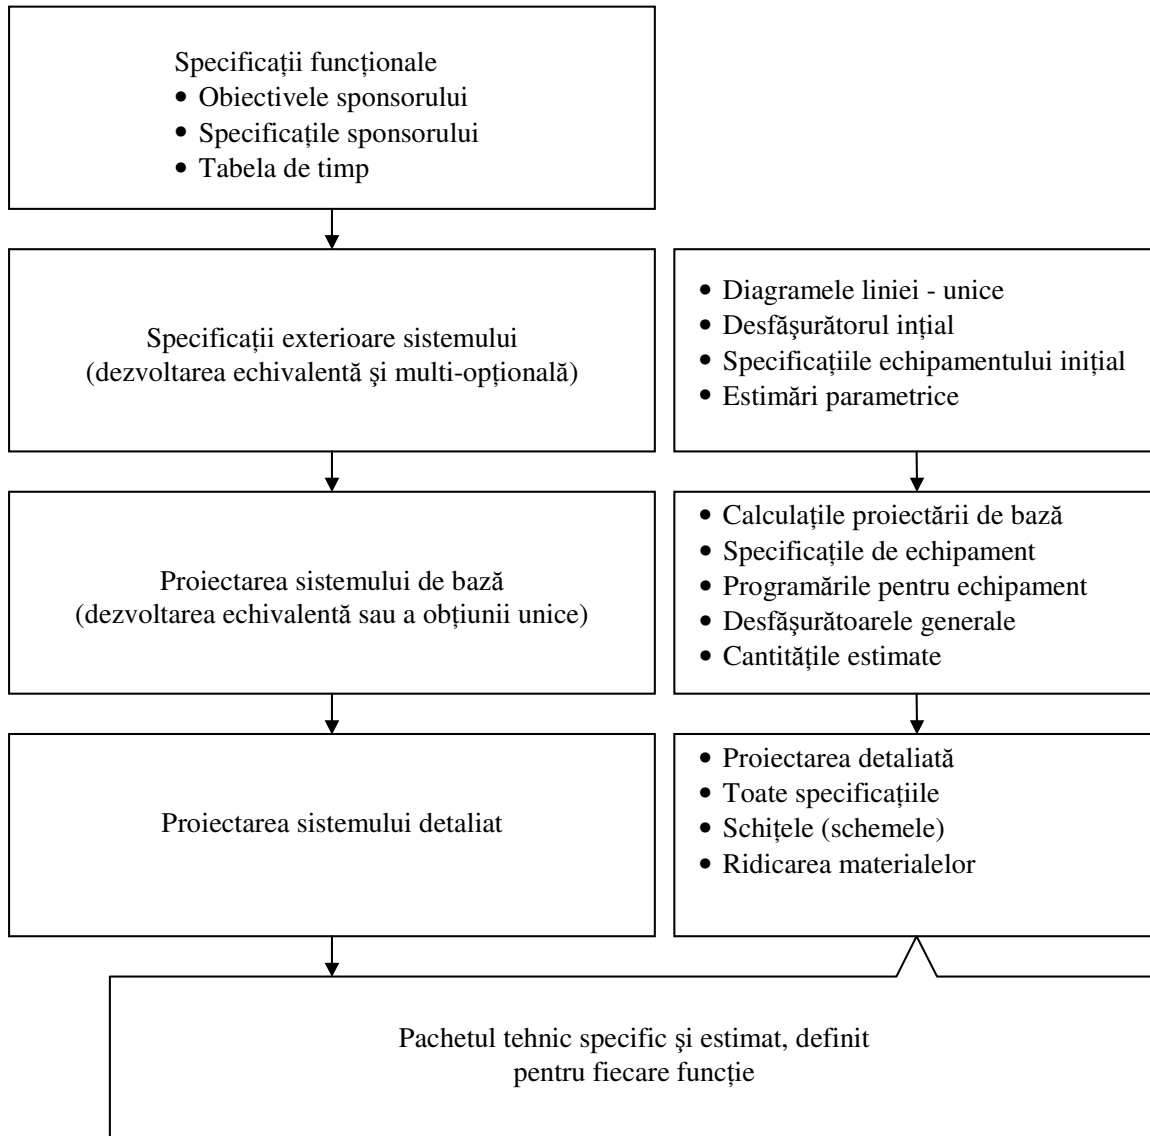 Specificații funcționale
• Obiectivele sponsorului
• Specificațile sponsorului
• Tabela de timp
Specificații exterioare sistemului
(dezvoltarea echivalentă şi multi-opțională)
• Diagramele liniei - unice
• Desfăşurătorul ințial
• Specificațiile echipamentului inițial
• Estimări parametrice
Proiectarea sistemului de bază
(dezvoltarea echivalentă sau a obțiunii unice)
• Calculațile proiectării de bază
• Specificațile de echipament
• Programările pentru echipament
• Desfăşurătoarele generale
• Cantitățile estimate
Proiectarea sistemului detaliat
• Proiectarea detaliată
• Toate specificațiile
• Schițele (schemele)
• Ridicarea materialelor
Pachetul tehnic specific şi estimat, definit
pentru fiecare funcție